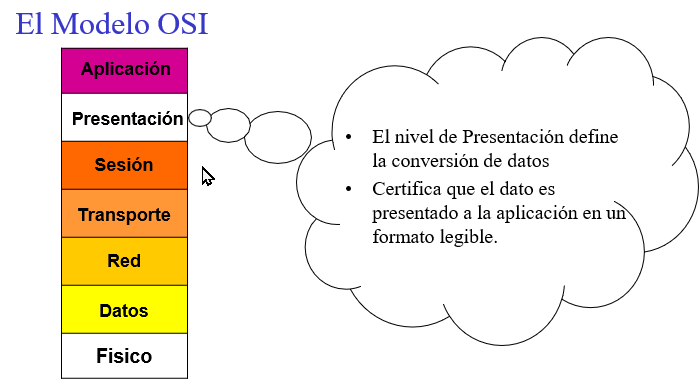 El Modelo OSI
Aplicación
Presentación
Sesión
Transporte
Red
Datos
Fisico
• El nivel de Presentación define
la conversión de datos
• Certifica que el dato es
presentado a la aplicación en un
formato legible.